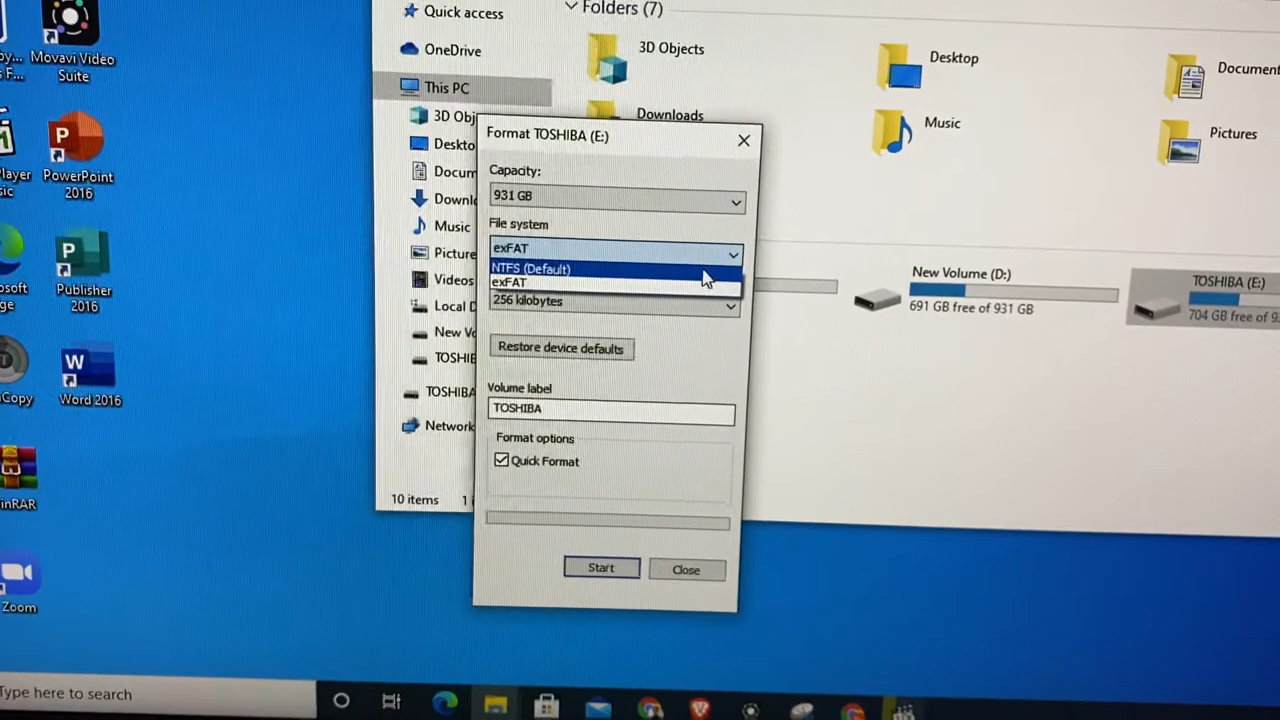 Quick access
Folders (7)
Movavi Video
Suite
OneDrive
3D Objects
Desktop
This PC
Downloads
Music
Pictures
PowerPoint
2016
Format TOSHIBA (E:)
Capacity:
931 GB
File system
exFAT
NTFS (Default)
exFAT
256 kilobytes
Restore device defaults
Volume label
TOSHIBA
Format options
Quick Format
Start
Close
Music
Videos
TOSHIBA
10 items
New Volume (D:)
691 GB free of 931 GB
TOSHIBA (E:)
704 GB free of
Publisher
2016
Word 2016
Zoom
Type here to search